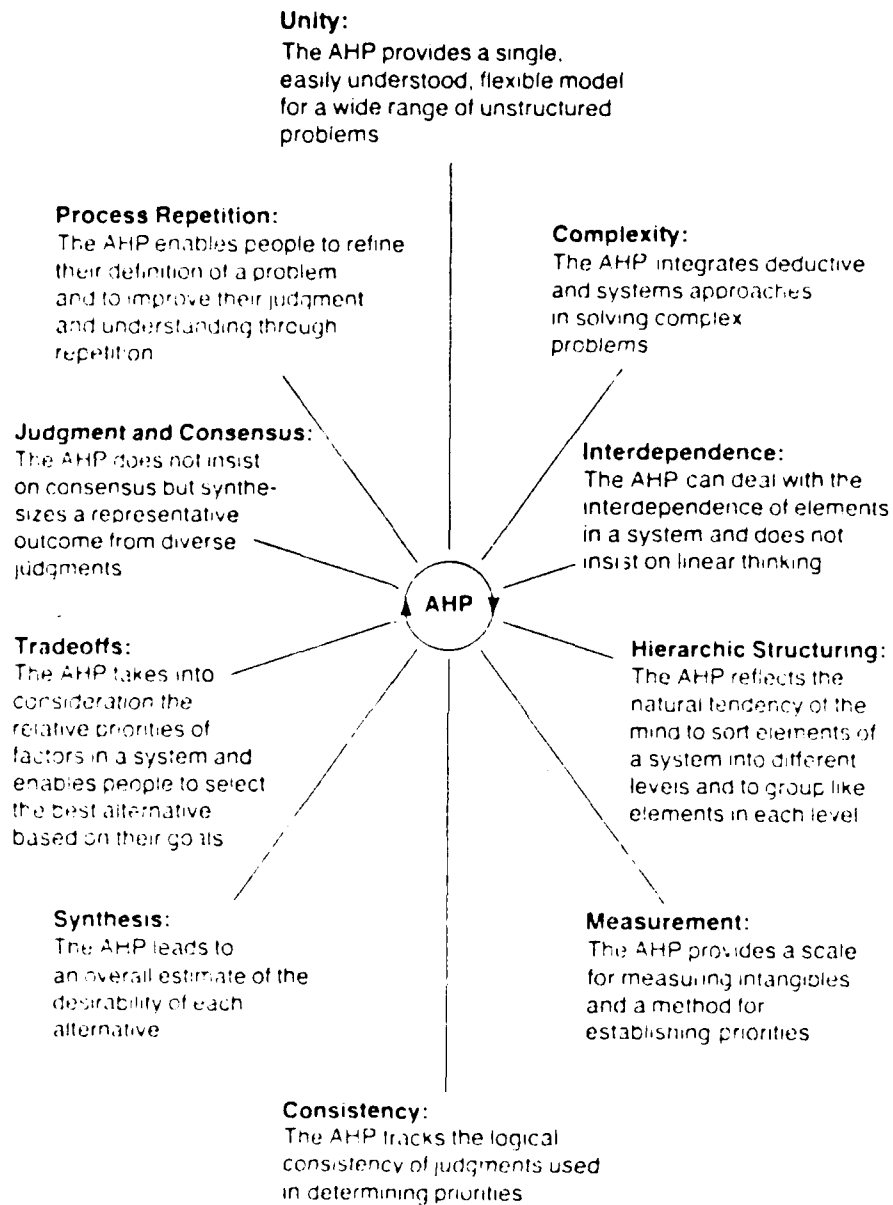 Unity:
The AHP provides a single,
easily understood, flexible model
for a wide range of unstructured
problems
Process Repetition:
The AHP enables people to refine
their definition of a problem
and to improve their judgment
and understanding through
repetition
Complexity:
The AHP integrates deductive
and systems approaches
in solving complex
problems
Judgment and Consensus:
The AHP does not insist
on consensus but synthe-
sizes a representative
outcome from diverse
judgments
Interdependence:
The AHP can deal with the
interdependence of elements
in a system and does not
insist on linear thinking
AHP
Tradeoffs:
The AHP takes into
consideration the
relative priorities of
factors in a system and
enables people to select
the best alternative
based on their goals
Hierarchic Structuring:
The AHP reflects the
natural tendency of the
mind to sort elements of
a system into different
levels and to group like
elements in each level
Synthesis:
The AHP leads to
an overall estimate of the
desirability of each
alternative
Measurement:
The AHP provides a scale
for measuring intangibles
and a method for
establishing priorities
Consistency:
The AHP tracks the logical
consistency of judgments used
in determining priorities